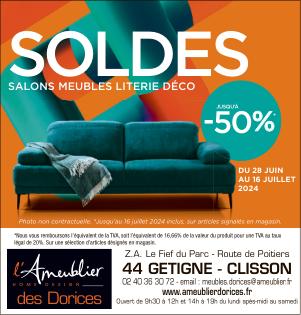 SOLDES
SALONS MEUBLES LITERIE DÉCO
JUSQU'À
-50%*
DU 28 JUIN
AU 16 JUILLET
2024
Photo non contractuelle. *Jusqu'au 16 juillet 2024 inclus, sur articles signalés en magasin.
*Nous vous remboursons l'équivalent de la TVA, soit l'équivalent de 16,66% de la valeur du produit pour une TVA au taux
légal de 20%. Sur une sélection d'articles désignés en magasin.
l'Ameublier
HOME DESIGN
des Dorices
Z.A. Le Fief du Parc - Route de Poitiers
44 GETIGNE - CLISSON
02 40 36 30 72 - email : meubles.dorices@ameublier.fr
www.ameublierdorices.fr
Ouvert de 9h30 à 12h et 14h à 19h du lundi après-midi au samedi